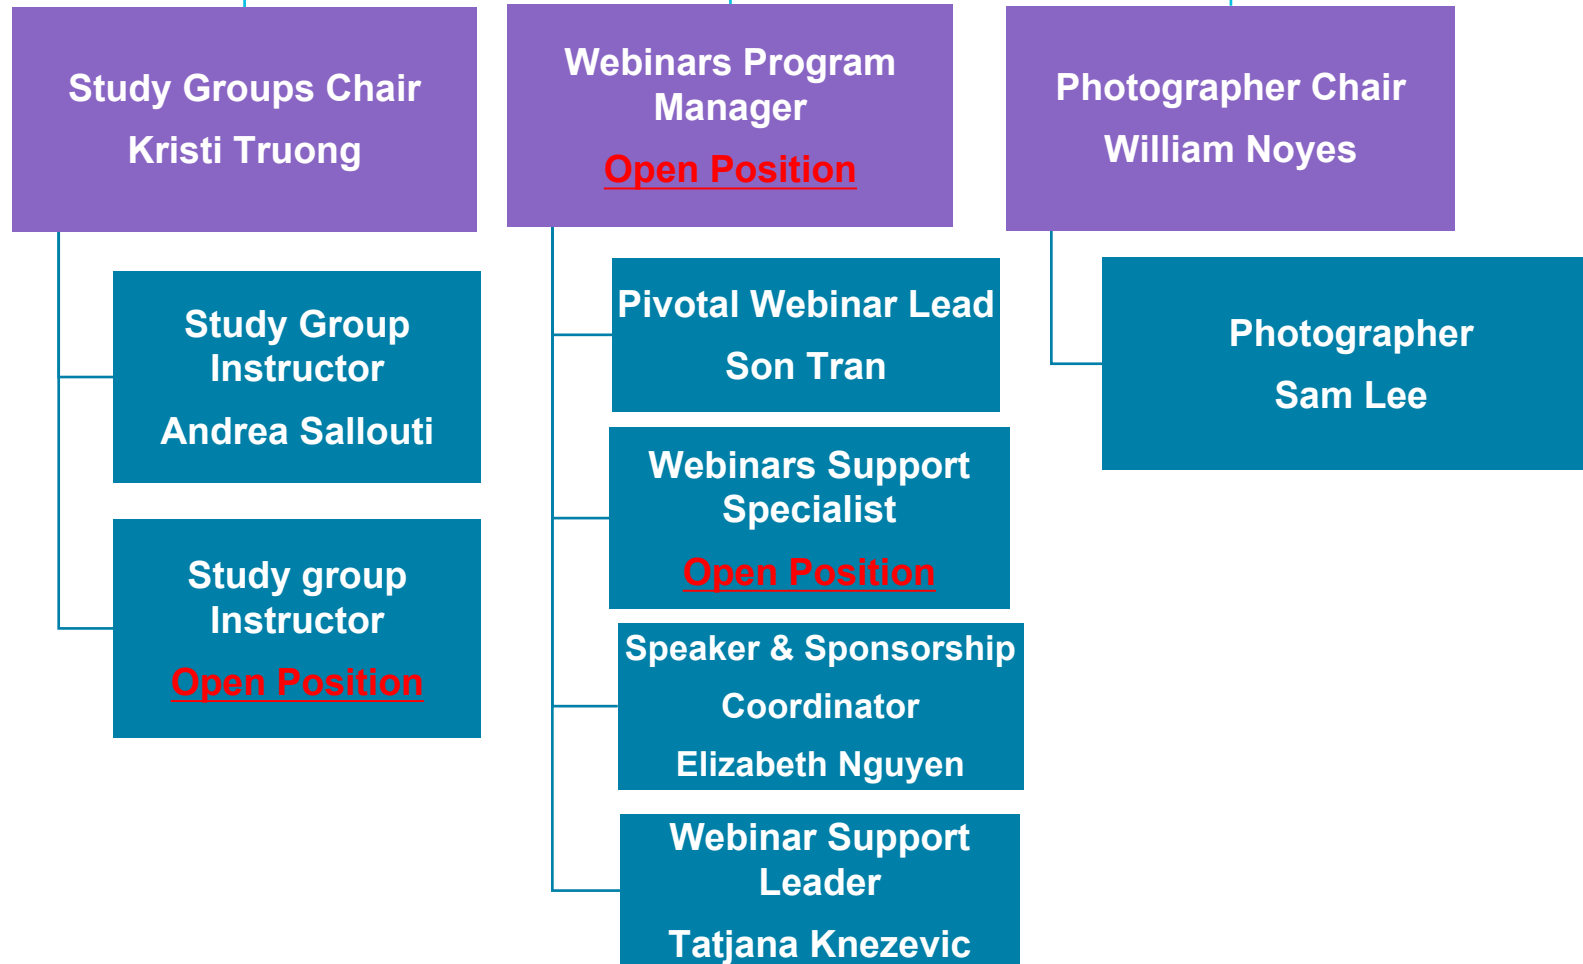 Study Groups Chair
Kristi Truong
Study Group
Instructor
Andrea Sallouti
Study group
Instructor
Open Position
Webinars Program
Manager
Open Position
Pivotal Webinar Lead
Son Tran
Webinars Support
Specialist
Open Position
Speaker & Sponsorship
Coordinator
Elizabeth Nguyen
Webinar Support
Leader
Tatjana Knezevic
Photographer Chair
William Noyes
Photographer
Sam Lee